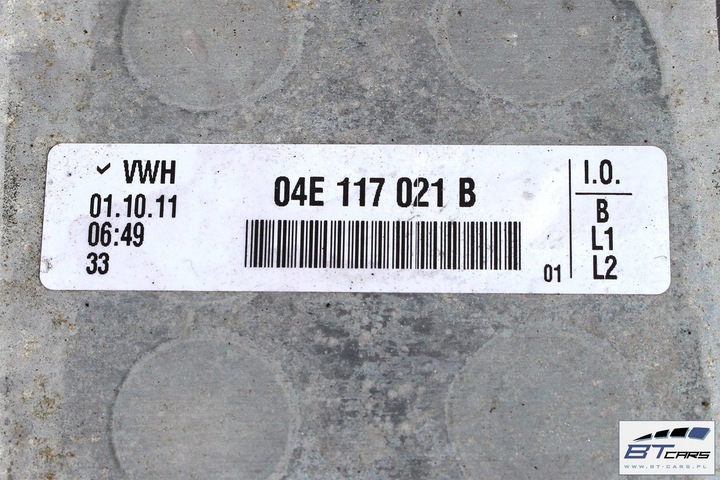 ✓ VWH
01.10.11
06:49
33
04E 117 021 B
01
I.O.
B
L1
L2
BT CARS
WWW.BT-CARS.PL